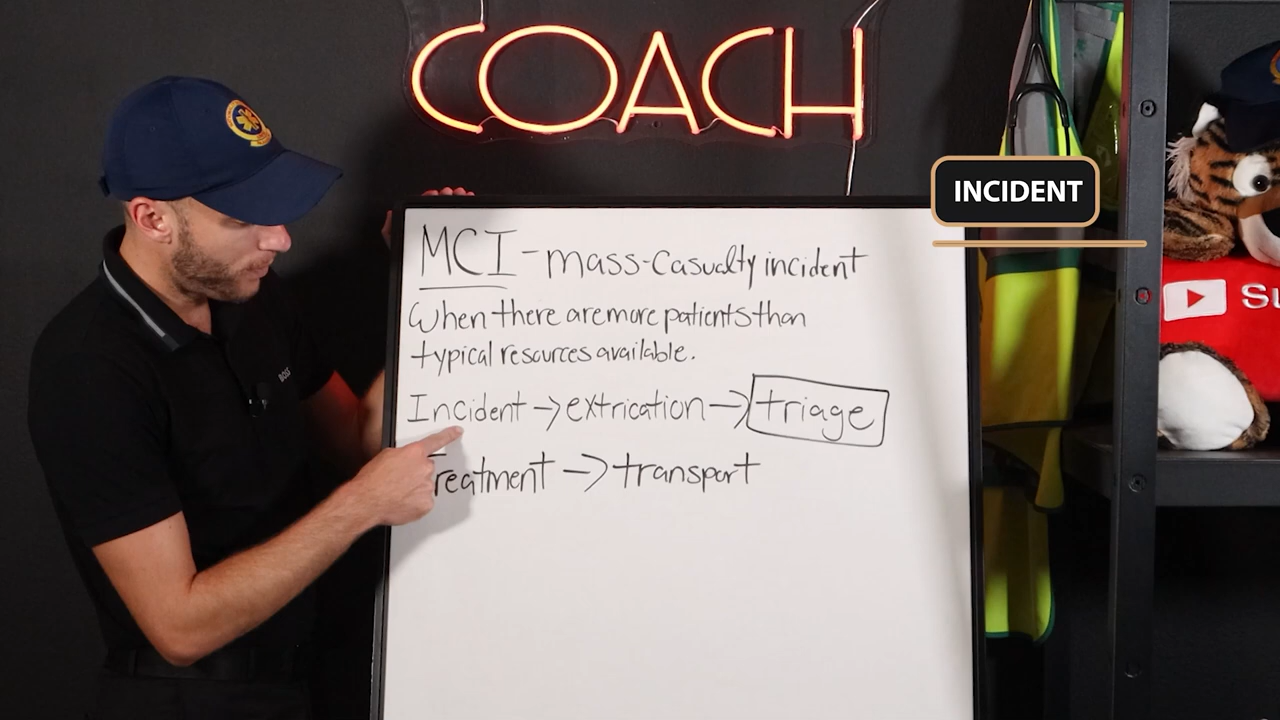 COACH
INCIDENT
MCI - mass-casualty incident
When there are more patients than
typical resources available.
Incident → extrication → triage
Treatment → transport
BOSS